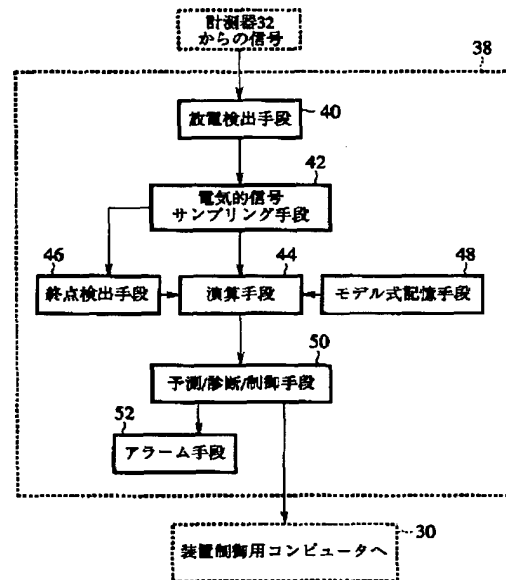 計測器32
からの信号
38
放電検出手段
40
42
電気的信号
サンプリング手段
46
44
48
終点検出手段
演算手段
モデル式記憶手段
50
予測/診断/制御手段
52
アラーム手段
30
装置制御用コンピュータへ